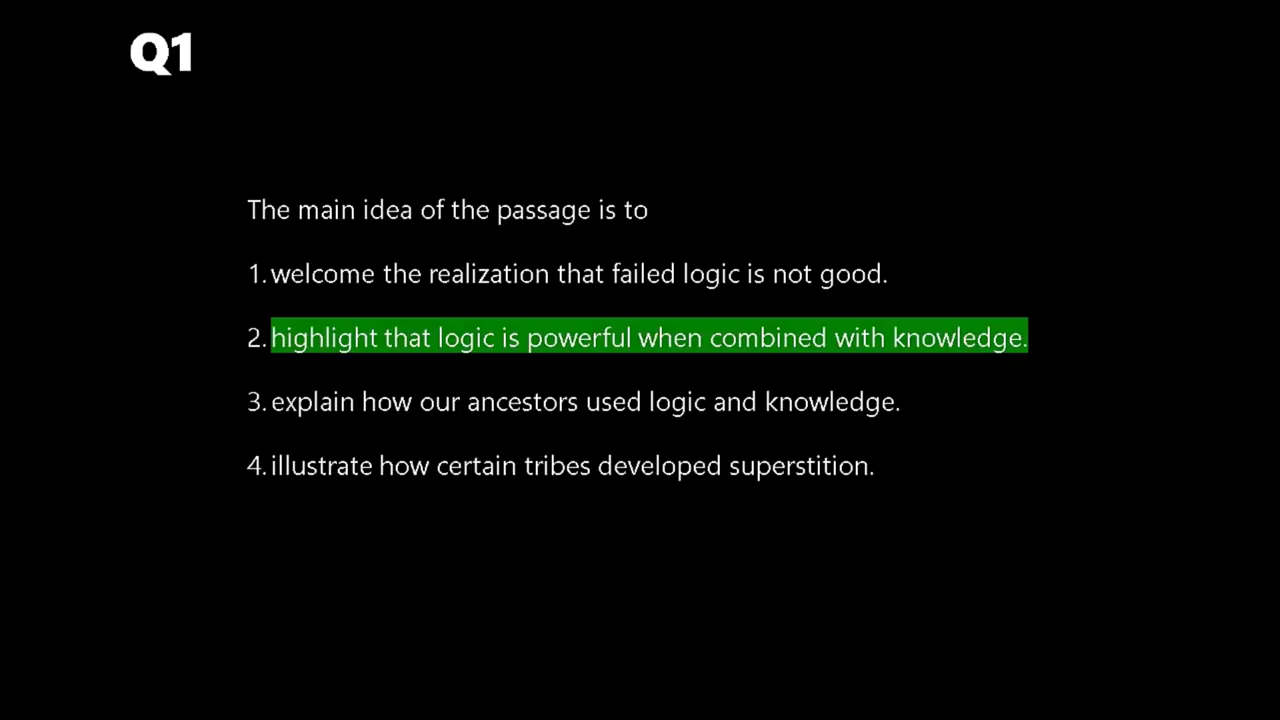 Q1
The main idea of the passage is to
1. welcome the realization that failed logic is not good.
2. highlight that logic is powerful when combined with knowledge.
3. explain how our ancestors used logic and knowledge.
4. illustrate how certain tribes developed superstition.